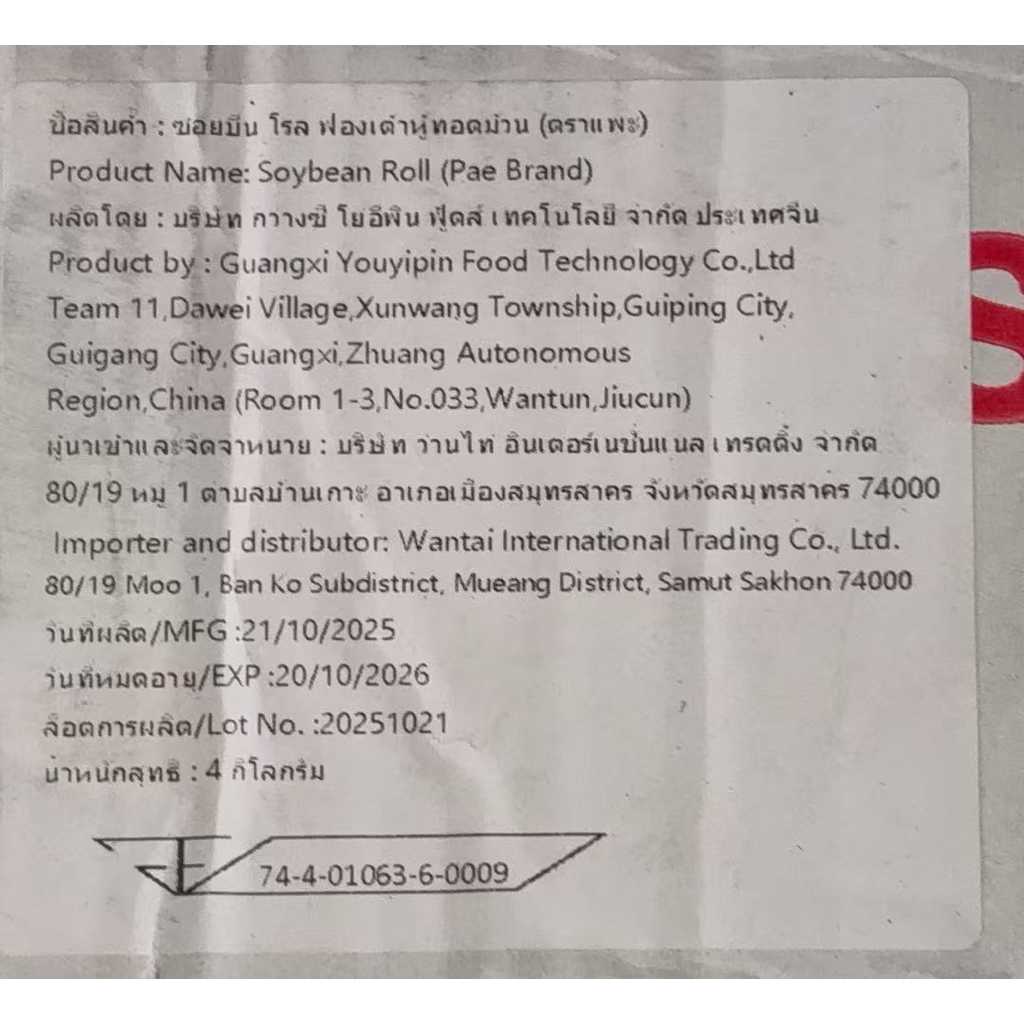 ชื่อสินค้า : ซอยบีน โรล ฟองเต้าหู้ทอดม้วน (ตราแพะ)
Product Name: Soybean Roll (Pae Brand)
ผลิตโดย : บริษัท กวางซี โยอีพิน ฟู้ดส์ เทคโนโลยี จำกัด ประเทศจีน
Product by : Guangxi Youyipin Food Technology Co.,Ltd
Team 11,Dawei Village,Xunwang Township,Guiping City,
Guigang City,Guangxi,Zhuang Autonomous
Region,China (Room 1-3,No.033,Wantun,Jiucun)
ผู้นำเข้าและจัดจำหน่าย : บริษัท ว่านไท่ อินเตอร์เนชั่นแนล เทรดดิ้ง จำกัด
80/19 หมู่ 1 ตำบลบ้านเกาะ อำเภอเมืองสมุทรสาคร จังหวัดสมุทรสาคร 74000
Importer and distributor: Wantai International Trading Co., Ltd.
80/19 Moo 1, Ban Ko Subdistrict, Mueang District, Samut Sakhon 74000
วันที่ผลิต/MFG :21/10/2025
วันที่หมดอายุ/EXP :20/10/2026
ล็อตการผลิต/Lot No. :20251021
น้ำหนักสุทธิ : 4 กิโลกรัม
74-4-01063-6-0009
S